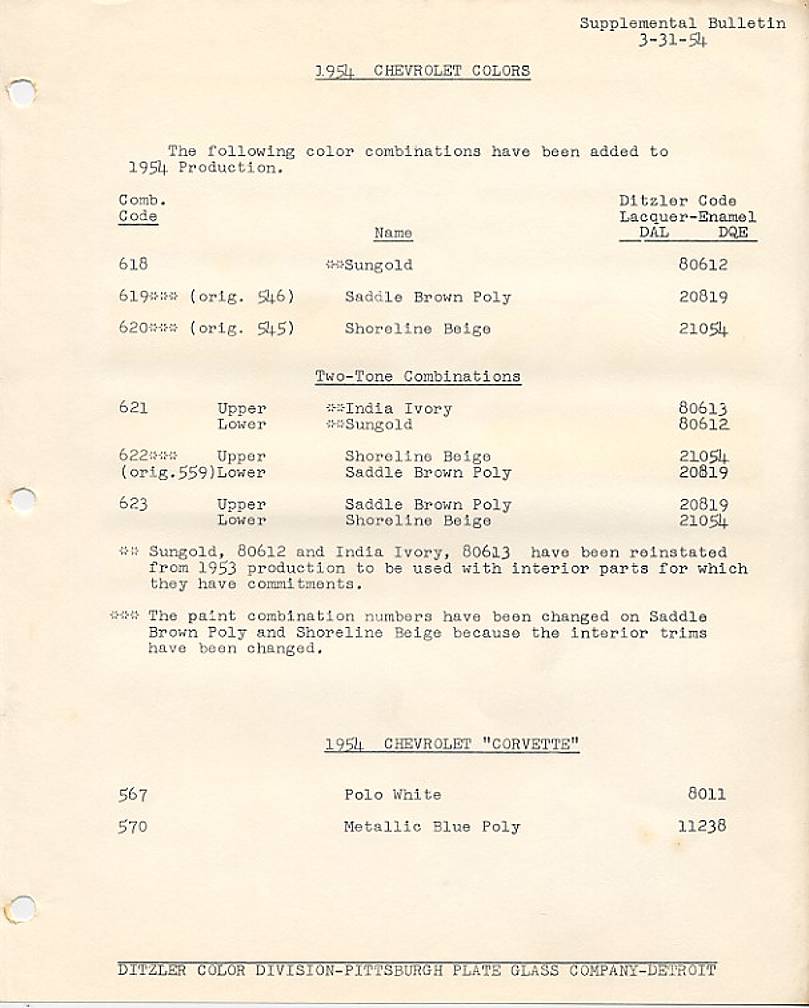 Supplemental Bulletin
3-31-54
1954 CHEVROLET COLORS
The following color combinations have been added to
1954 Production.
Comb. Ditzler Code
Code Lacquer-Enamel
Name DAL DQE
618 **Sungold 80612
619*** (orig. 546) Saddle Brown Poly 20819
620*** (orig. 545) Shoreline Beige 21054
Two-Tone Combinations
621 Upper **India Ivory 80613
Lower **Sungold 80612
622*** Upper Shoreline Beige 21054
(orig.559)Lower Saddle Brown Poly 20819
623 Upper Saddle Brown Poly 20819
Lower Shoreline Beige 21054
** Sungold, 80612 and India Ivory, 80613 have been reinstated
from 1953 production to be used with interior parts for which
they have commitments.
*** The paint combination numbers have been changed on Saddle
Brown Poly and Shoreline Beige because the interior trims
have been changed.
1954 CHEVROLET "CORVETTE"
567 Polo White 8011
570 Metallic Blue Poly 11238
DITZLER COLOR DIVISION-PITTSBURGH PLATE GLASS COMPANY-DETROIT